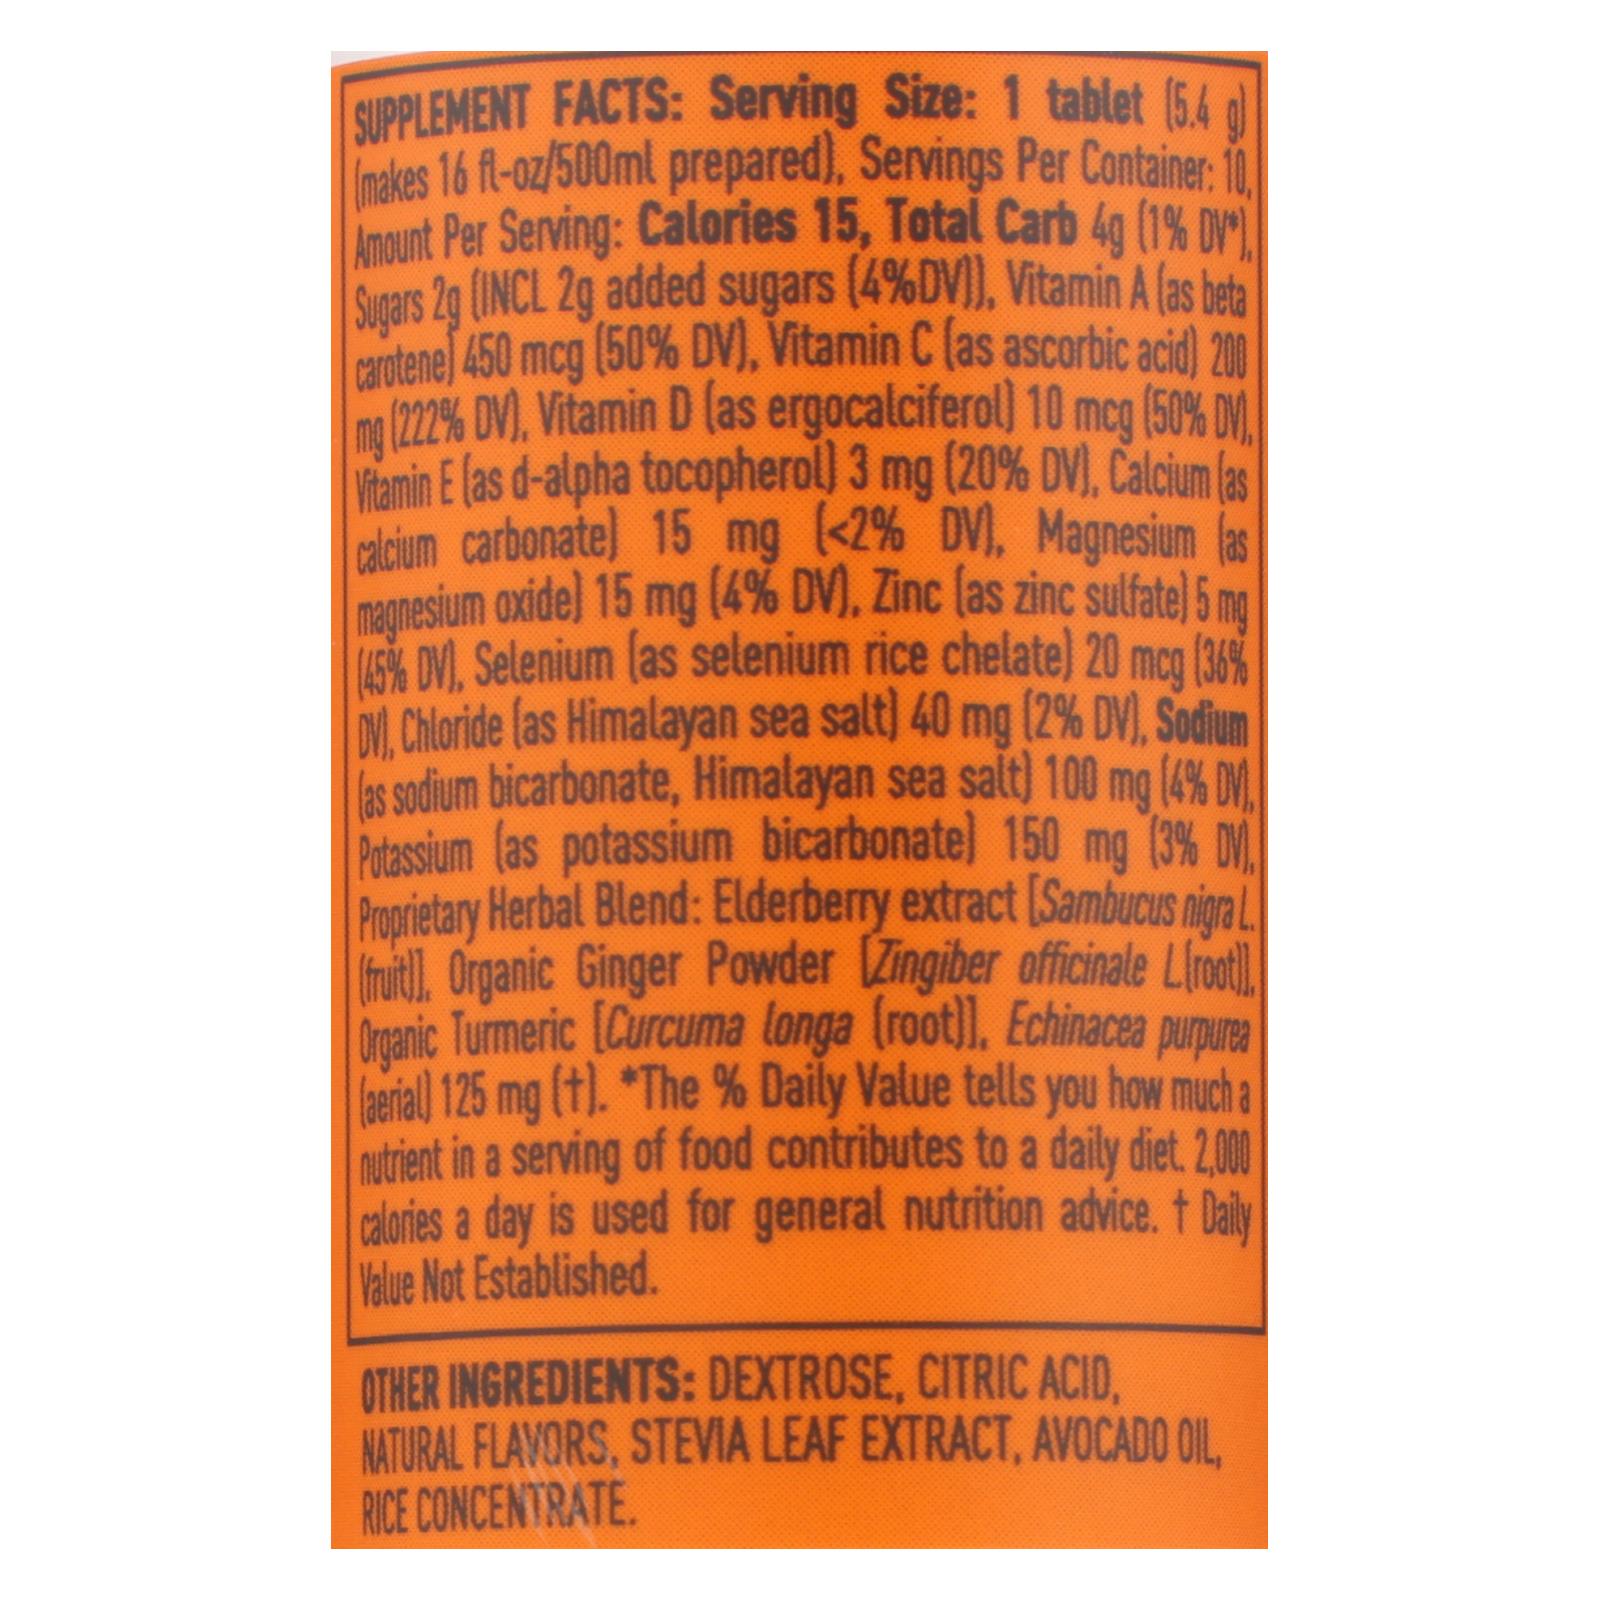 SUPPLEMENT FACTS: Serving Size: 1 tablet (5.4 g)
(makes 16 fl-oz/500ml prepared), Servings Per Container: 10,
Amount Per Serving: Calories 15, Total Carb 4g (1% DV*),
Sugars 2g (INCL 2g added sugars (4%DV)), Vitamin A (as beta
carotene) 450 mcg (50% DV), Vitamin C (as ascorbic acid) 200
mg (222% DV), Vitamin D (as ergocalciferol) 10 mcg (50% DV),
Vitamin E (as d-alpha tocopherol) 3 mg (20% DV), Calcium (as
calcium carbonate) 15 mg (<2% DV), Magnesium (as
magnesium oxide) 15 mg (4% DV), Zinc (as zinc sulfate) 5 mg
(45% DV), Selenium (as selenium rice chelate) 20 mcg (36%
DV), Chloride (as Himalayan sea salt) 40 mg (2% DV), Sodium
(as sodium bicarbonate, Himalayan sea salt) 100 mg (4% DV),
Potassium (as potassium bicarbonate) 150 mg (3% DV),
Proprietary Herbal Blend: Elderberry extract [Sambucus nigra L.
(fruit)], Organic Ginger Powder [Zingiber officinale L.(root)],
Organic Turmeric [Curcuma longa (root)], Echinacea purpurea
(aerial) 125 mg (†). *The % Daily Value tells you how much a
nutrient in a serving of food contributes to a daily diet. 2,000
calories a day is used for general nutrition advice. † Daily
Value Not Established.
OTHER INGREDIENTS: DEXTROSE, CITRIC ACID,
NATURAL FLAVORS, STEVIA LEAF EXTRACT, AVOCADO OIL,
RICE CONCENTRATE.